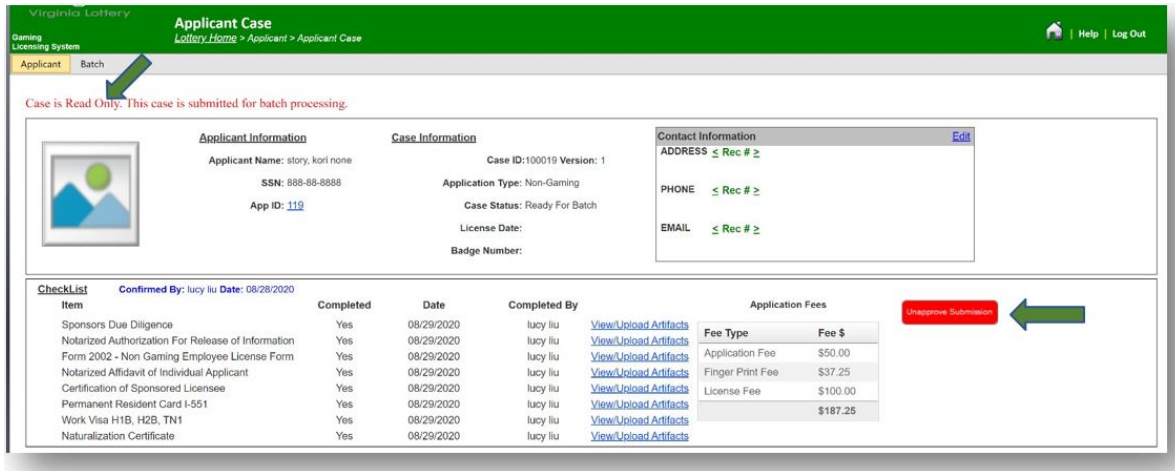 Virginia Lottery
Gaming
Licensing System
Applicant Case
Lottery Home > Applicant > Applicant Case
| Help | Log Out
Applicant Batch
Case is Read Only. This case is submitted for batch processing.
Applicant Information
Applicant Name: story, kori none
SSN: 888-88-8888
App ID: 119
Case Information
Case ID:100019 Version: 1
Application Type: Non-Gaming
Case Status: Ready For Batch
License Date:
Badge Number:
Contact Information Edit
ADDRESS < Rec # >
PHONE < Rec # >
EMAIL < Rec # >
CheckList Confirmed By: lucy liu Date: 08/28/2020
Item Completed Date Completed By
Sponsors Due Diligence Yes 08/29/2020 lucy liu View/Upload Artifacts
Notarized Authorization For Release of Information Yes 08/29/2020 lucy liu View/Upload Artifacts
Form 2002 - Non Gaming Employee License Form Yes 08/29/2020 lucy liu View/Upload Artifacts
Notarized Affidavit of Individual Applicant Yes 08/29/2020 lucy liu View/Upload Artifacts
Certification of Sponsored Licensee Yes 08/29/2020 lucy liu View/Upload Artifacts
Permanent Resident Card I-551 Yes 08/29/2020 lucy liu View/Upload Artifacts
Work Visa H1B, H2B, TN1 Yes 08/29/2020 lucy liu View/Upload Artifacts
Naturalization Certificate Yes 08/29/2020 lucy liu View/Upload Artifacts
Application Fees
Fee Type Fee $
Application Fee $50.00
Finger Print Fee $37.25
License Fee $100.00
$187.25
Unapprove Submission